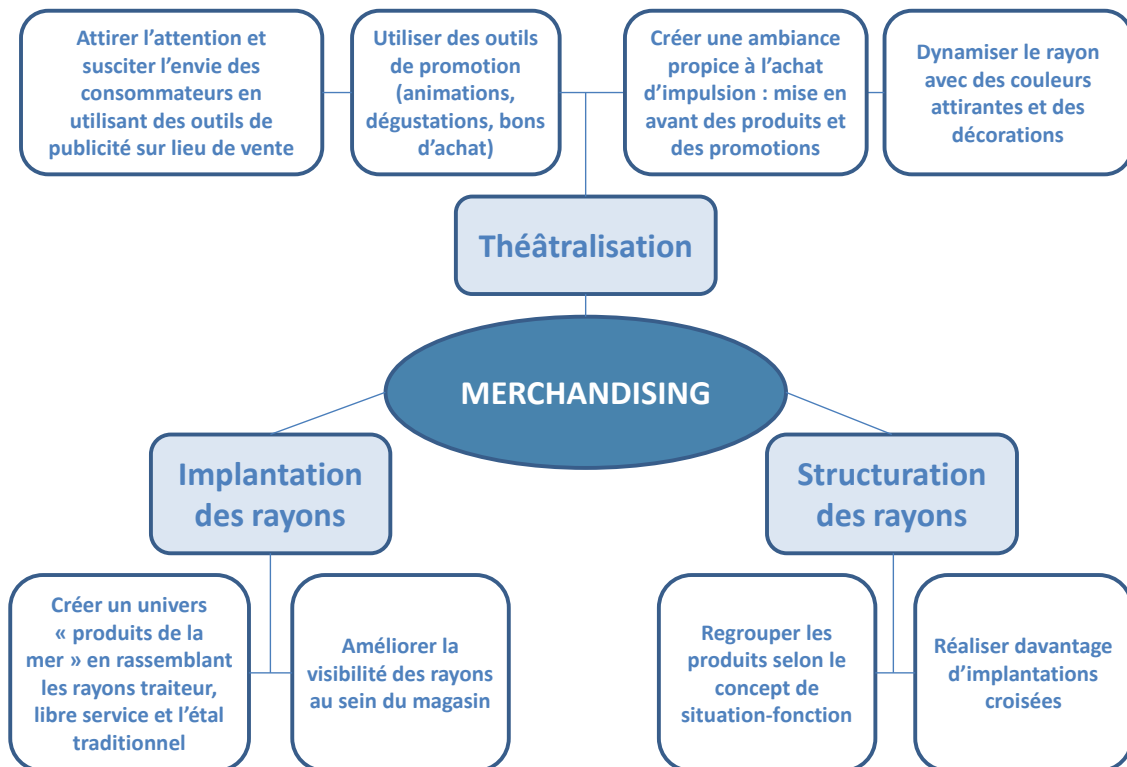 Attirer l’attention et
susciter l’envie des
consommateurs en
utilisant des outils de
publicité sur lieu de vente
Utiliser des outils
de promotion
(animations,
dégustations, bons
d’achat)
Créer une ambiance
propice à l’achat
d’impulsion : mise en
avant des produits et
des promotions
Dynamiser le rayon
avec des couleurs
attirantes et des
décorations
Théâtralisation
MERCHANDISING
Implantation
des rayons
Structuration
des rayons
Créer un univers
« produits de la
mer » en rassemblant
les rayons traiteur,
libre service et l’étal
traditionnel
Améliorer la
visibilité des rayons
au sein du magasin
Regrouper les
produits selon le
concept de
situation-fonction
Réaliser davantage
d’implantations
croisées